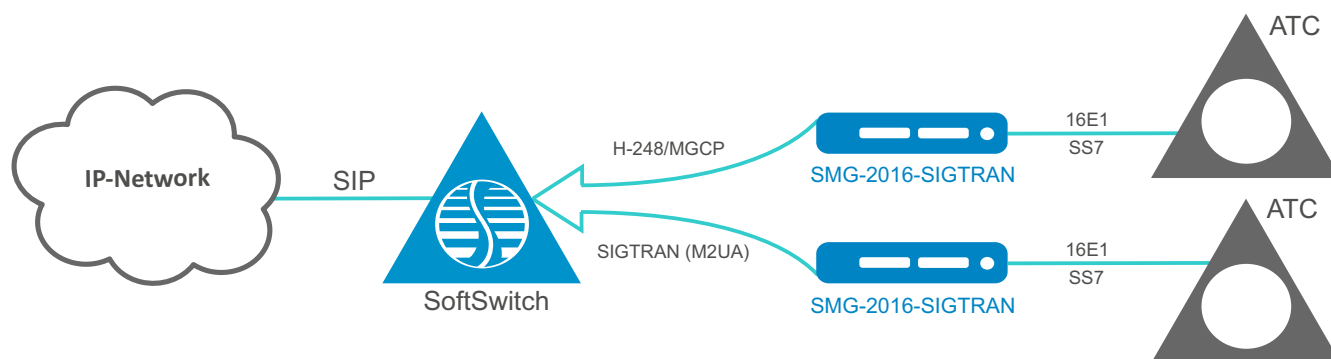 ATC
16E1
SS7
H-248/MGCP
SMG-2016-SIGTRAN
IP-Network
SIP
SoftSwitch
SIGTRAN (M2UA)
SMG-2016-SIGTRAN
16E1
SS7
ATC